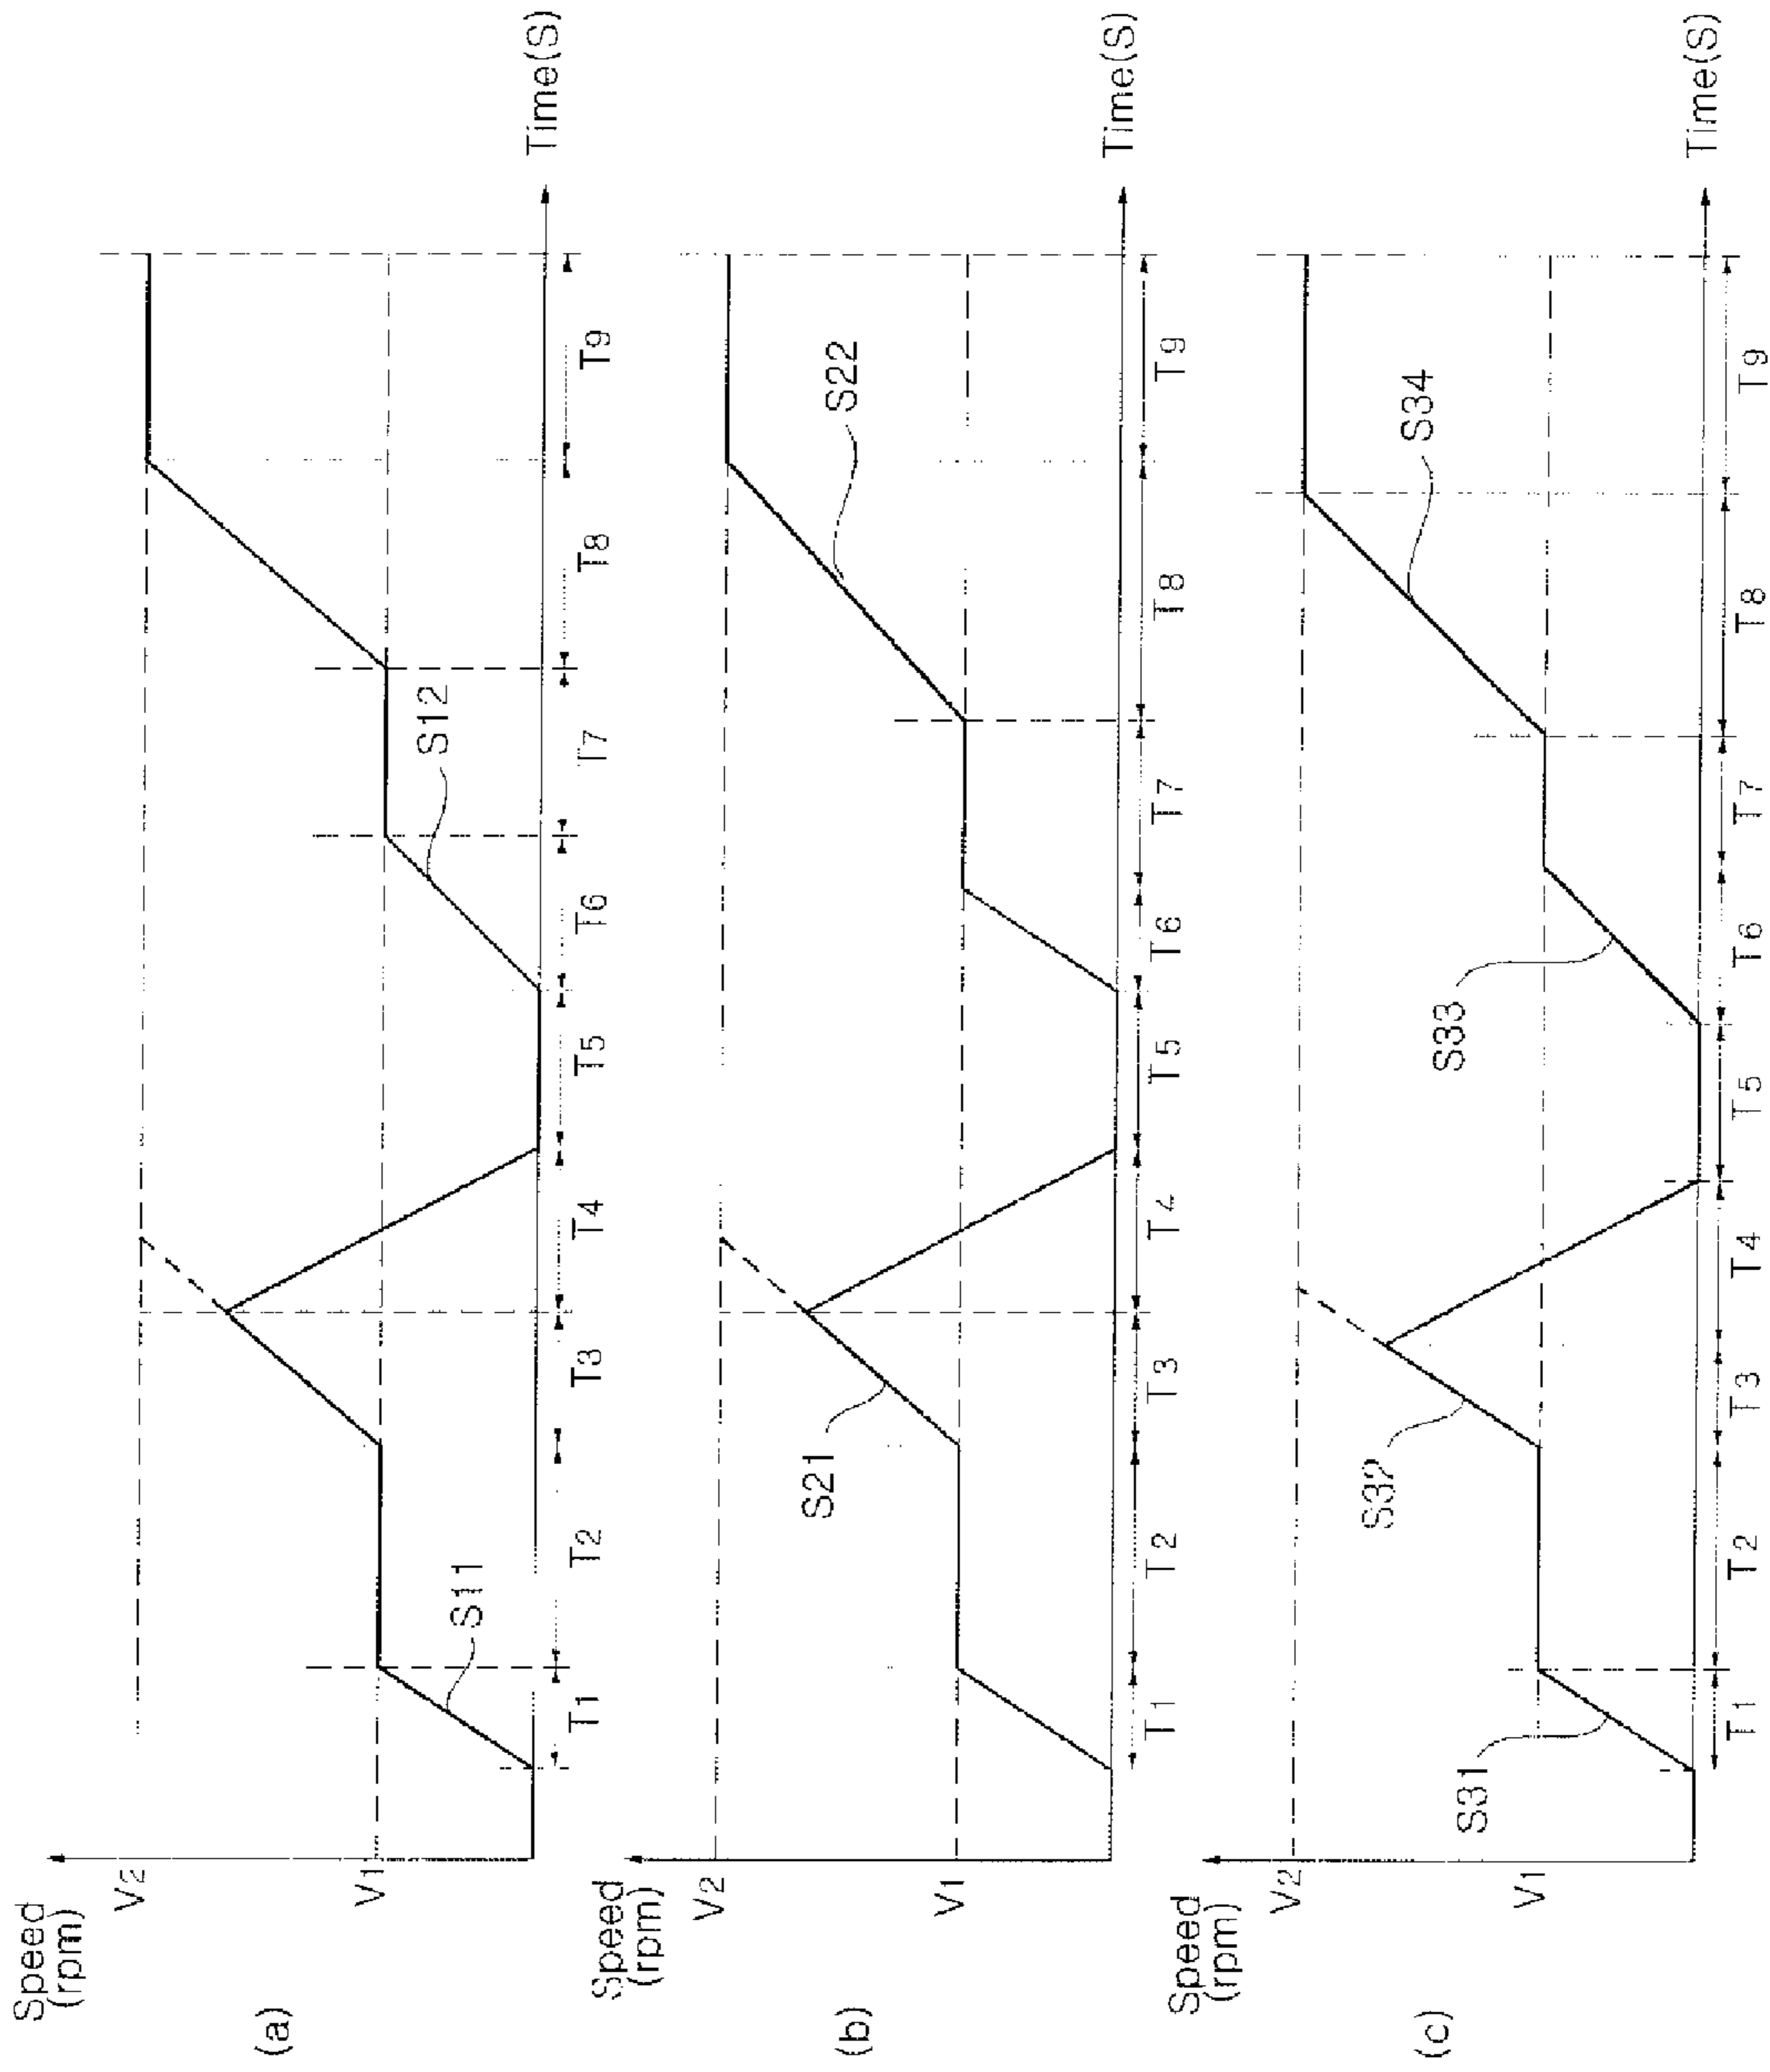 (a)
Speed
(rpm)
V2
V1
S11
S12
T1 T2 T3 T4 T5 T6 T7 T8 T9
Time(S)
(b)
Speed
(rpm)
V2
V1
S21
S22
T1 T2 T3 T4 T5 T6 T7 T8 T9
Time(S)
(c)
Speed
(rpm)
V2
V1
S31
S32
S33
S34
T1 T2 T3 T4 T5 T6 T7 T8 T9
Time(S)